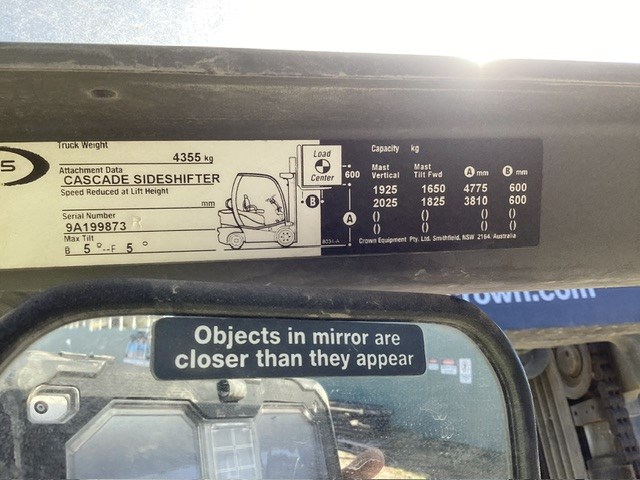 5
Truck Weight
4355 kg
Attachment Data
CASCADE SIDESHIFTER
Speed Reduced at Lift Height
mm
Serial Number
9A199873
Max Tilt
B 5° --F 5°
Load
Center
600
B
A
Capacity kg
Mast Vertical Mast Tilt Fwd A mm B mm
1925 1650 4775 600
2025 1825 3810 600
() () () ()
() () () ()
Crown Equipment Pty. Ltd. Smithfield, NSW 2164, Australia
rown.com
Objects in mirror are
closer than they appear